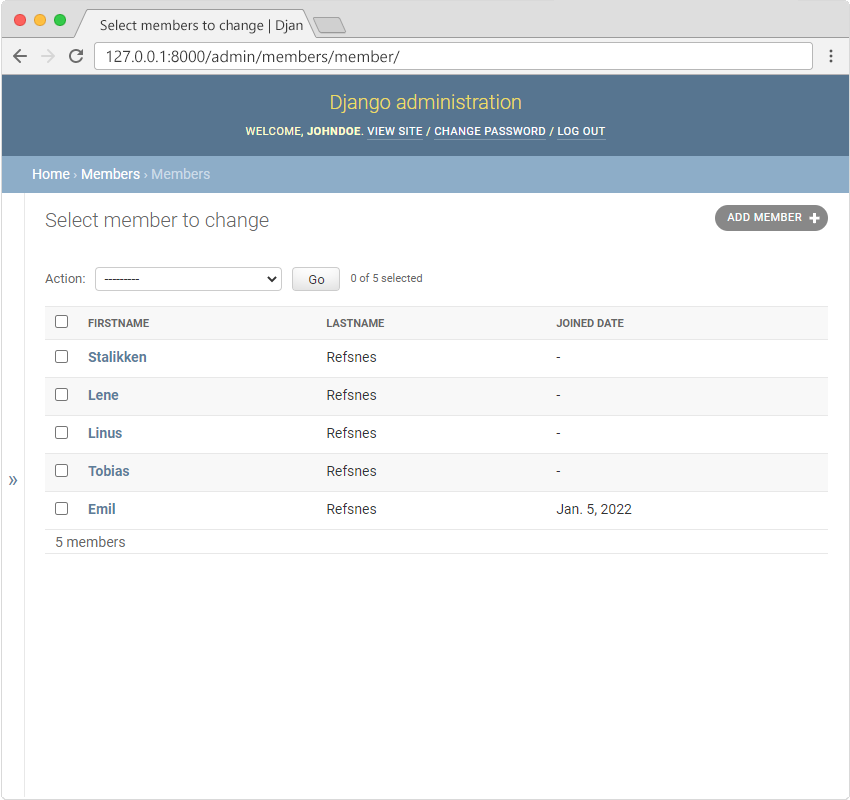 Select members to change | Djan
127.0.0.1:8000/admin/members/member/
Django administration
WELCOME, JOHNDOE. VIEW SITE / CHANGE PASSWORD / LOG OUT
Home › Members › Members
Select member to change
ADD MEMBER +
Action: --------- Go 0 of 5 selected
FIRSTNAME LASTNAME JOINED DATE
Stalikken Refsnes -
Lene Refsnes -
Linus Refsnes -
Tobias Refsnes -
»
Emil Refsnes Jan. 5, 2022
5 members